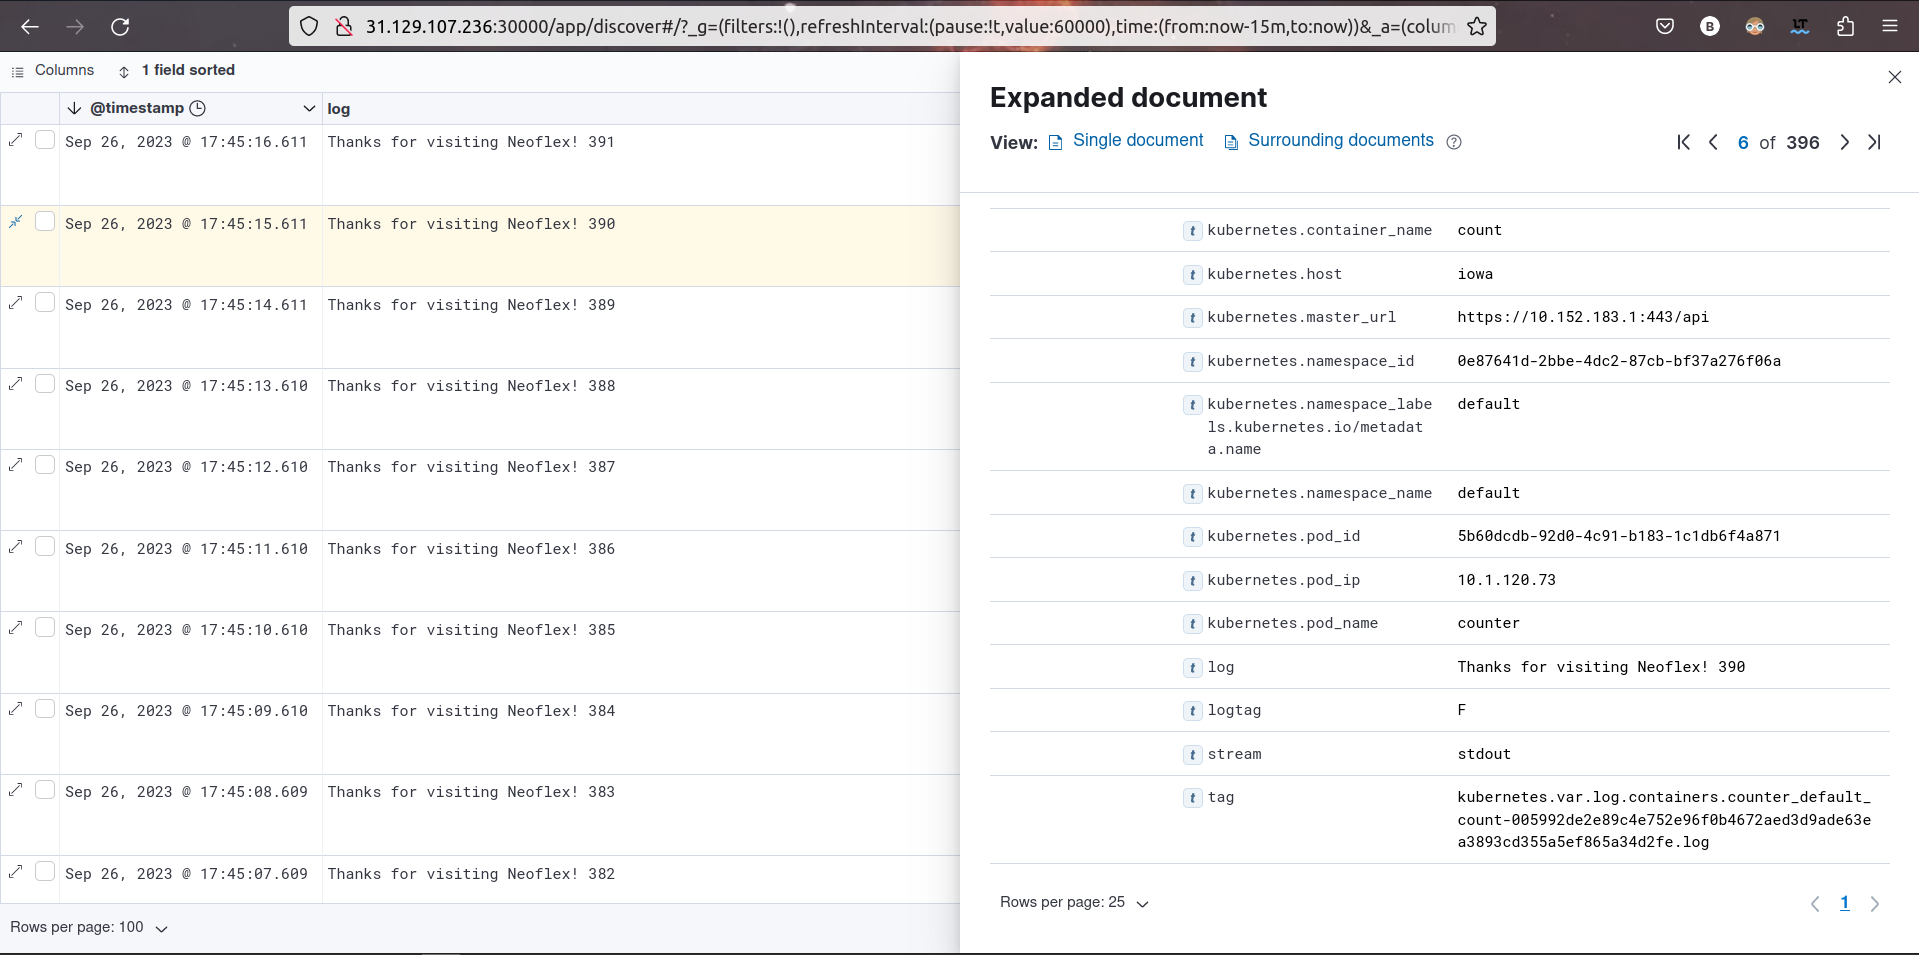 31.129.107.236:30000/app/discover#/?_g=(filters:!(),refreshInterval:(pause:!t,value:60000),time:(from:now-15m,to:now))&_a=(colum
B
LT
Columns 1 field sorted
@timestamp log
Sep 26, 2023 @ 17:45:16.611 Thanks for visiting Neoflex! 391
Sep 26, 2023 @ 17:45:15.611 Thanks for visiting Neoflex! 390
Sep 26, 2023 @ 17:45:14.611 Thanks for visiting Neoflex! 389
Sep 26, 2023 @ 17:45:13.610 Thanks for visiting Neoflex! 388
Sep 26, 2023 @ 17:45:12.610 Thanks for visiting Neoflex! 387
Sep 26, 2023 @ 17:45:11.610 Thanks for visiting Neoflex! 386
Sep 26, 2023 @ 17:45:10.610 Thanks for visiting Neoflex! 385
Sep 26, 2023 @ 17:45:09.610 Thanks for visiting Neoflex! 384
Sep 26, 2023 @ 17:45:08.609 Thanks for visiting Neoflex! 383
Sep 26, 2023 @ 17:45:07.609 Thanks for visiting Neoflex! 382
Rows per page: 100
Expanded document
View: Single document Surrounding documents 6 of 396
t kubernetes.container_name count
t kubernetes.host iowa
t kubernetes.master_url https://10.152.183.1:443/api
t kubernetes.namespace_id 0e87641d-2bbe-4dc2-87cb-bf37a276f06a
t kubernetes.namespace_labe default
ls.kubernetes.io/metadat
a.name
t kubernetes.namespace_name default
t kubernetes.pod_id 5b60dcdb-92d0-4c91-b183-1c1db6f4a871
t kubernetes.pod_ip 10.1.120.73
t kubernetes.pod_name counter
t log Thanks for visiting Neoflex! 390
t logtag F
t stream stdout
t tag kubernetes.var.log.containers.counter_default_
count-005992de2e89c4e752e96f0b4672aed3d9ade63e
a3893cd355a5ef865a34d2fe.log
Rows per page: 25 1